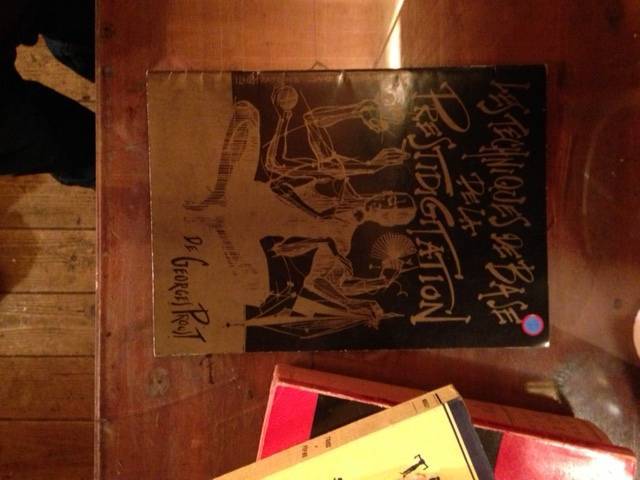 LES TECHNIQUES DE BASE
DE LA
PRESTIDIGITATION
DE GEORGES PROUST